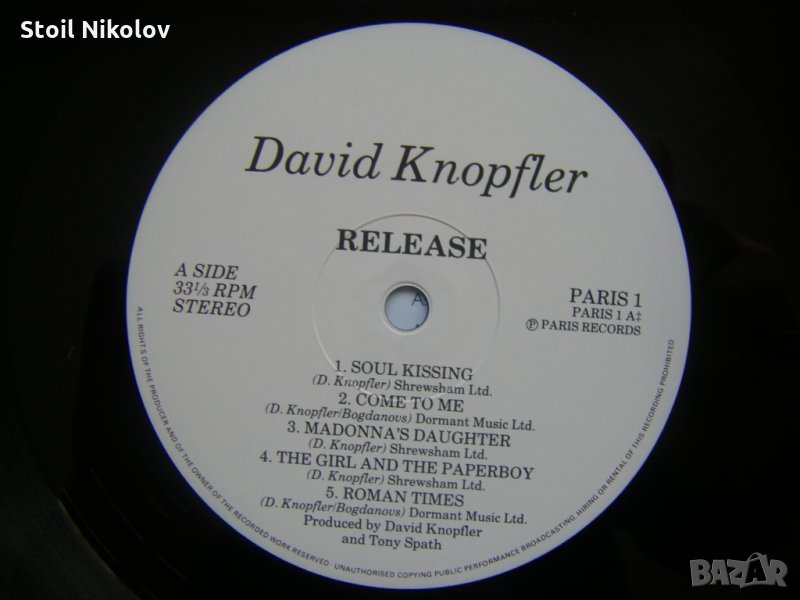 Stoil Nikolov
David Knopfler
RELEASE
A SIDE
33⅓ RPM
STEREO
PARIS 1
PARIS 1 A‡
Ⓟ PARIS RECORDS
1. SOUL KISSING
(D. Knopfler) Shrewsham Ltd.
2. COME TO ME
(D. Knopfler/Bogdanovs) Dormant Music Ltd.
3. MADONNA'S DAUGHTER
(D. Knopfler) Shrewsham Ltd.
4. THE GIRL AND THE PAPERBOY
(D. Knopfler) Shrewsham Ltd.
5. ROMAN TIMES
(D. Knopfler/Bogdanovs) Dormant Music Ltd.
Produced by David Knopfler
and Tony Spath
ALL RIGHTS OF THE PRODUCER AND OF THE OWNER OF THE RECORDED WORK RESERVED UNAUTHORISED COPYING PUBLIC PERFORMANCE BROADCASTING, HIRING OR RENTAL OF THIS RECORDING PROHIBITED
BAZAR